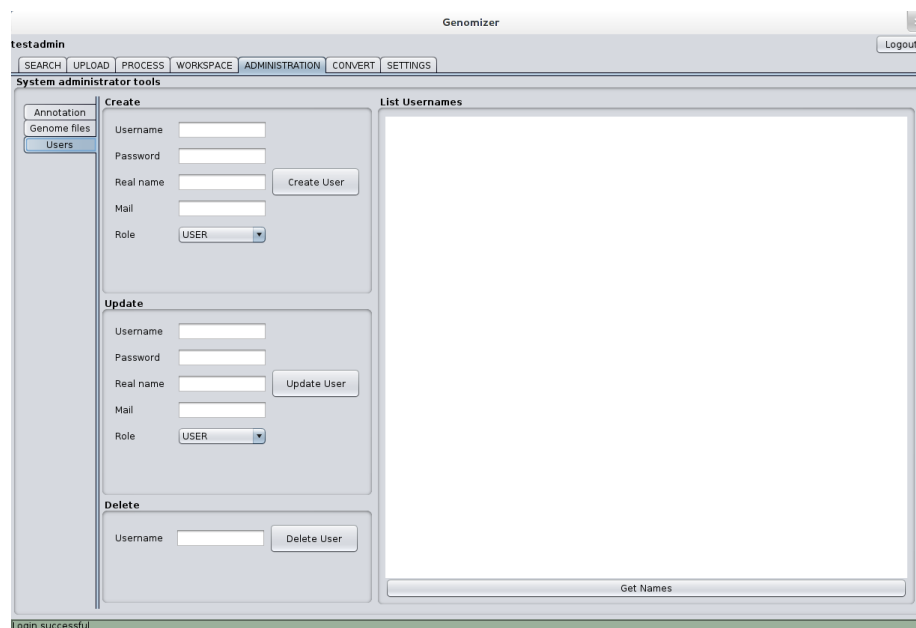 Genomizer
testadmin
Logout
SEARCH UPLOAD PROCESS WORKSPACE ADMINISTRATION CONVERT SETTINGS
System administrator tools
Annotation
Genome files
Users
Create
Username
Password
Real name
Create User
Mail
Role USER
Update
Username
Password
Real name
Update User
Mail
Role USER
Delete
Username
Delete User
List Usernames
Get Names
Login successful